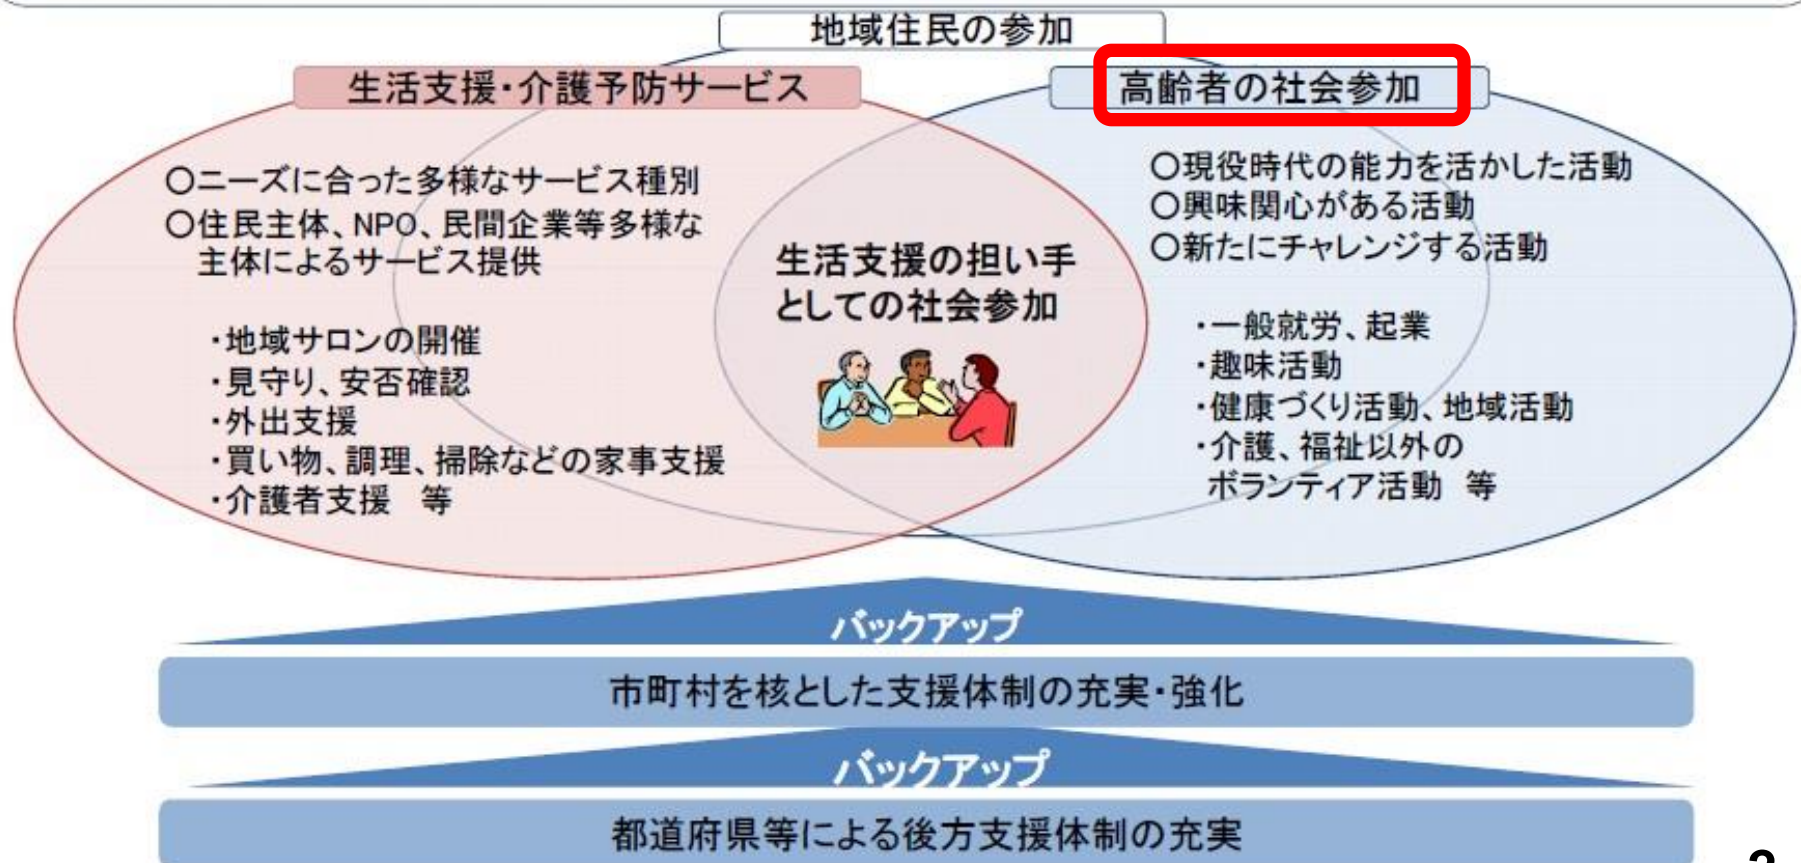 地域住民の参加
生活支援・介護予防サービス
○ニーズに合った多様なサービス種別
○住民主体、NPO、民間企業等多様な
主体によるサービス提供
・地域サロンの開催
・見守り、安否確認
・外出支援
・買い物、調理、掃除などの家事支援
・介護者支援　等
生活支援の担い手
としての社会参加
高齢者の社会参加
○現役時代の能力を活かした活動
○興味関心がある活動
○新たにチャレンジする活動
・一般就労、起業
・趣味活動
・健康づくり活動、地域活動
・介護、福祉以外の
ボランティア活動　等
バックアップ
市町村を核とした支援体制の充実・強化
バックアップ
都道府県等による後方支援体制の充実